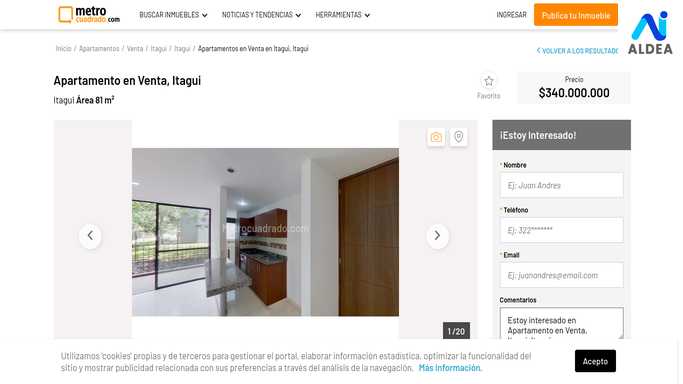 metro
cuadrado.com
BUSCAR INMUEBLES
NOTICIAS Y TENDENCIAS
HERRAMIENTAS
INGRESAR
Publica tu Inmueble
ALDEA
Inicio / Apartamentos / Venta / Itagui / Itagui / Apartamentos en Venta en Itagui, Itagui
VOLVER A LOS RESULTAD
Apartamento en Venta, Itagui
Itagui Área 81 m²
Favorito
Precio
$340.000.000
¡Estoy Interesado!
* Nombre
Ej: Juan Andres
* Teléfono
Ej: 322*******
* Email
Ej: juanandres@email.com
Comentarios
Estoy interesado en
Apartamento en Venta,
Metrocuadrado.com
1 / 20
Utilizamos 'cookies' propias y de terceros para gestionar el portal, elaborar información estadística, optimizar la funcionalidad del
sitio y mostrar publicidad relacionada con sus preferencias a través del análisis de la navegación. Más información.
Acepto